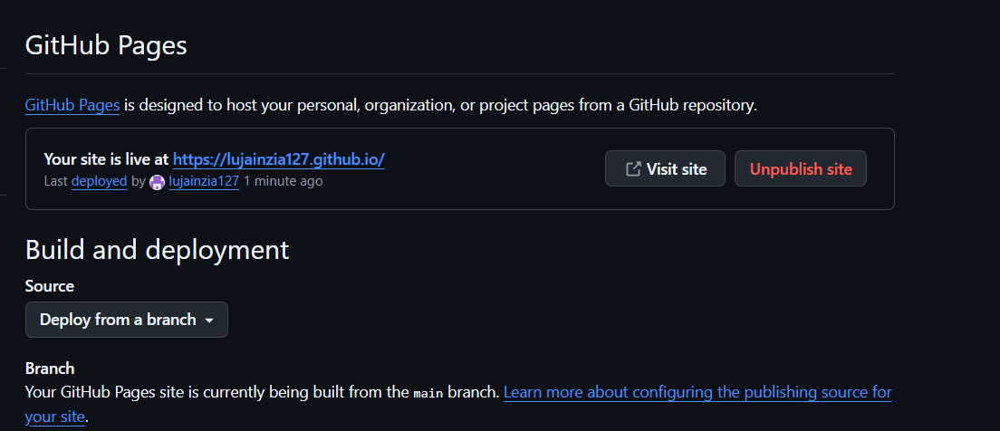 GitHub Pages
GitHub Pages is designed to host your personal, organization, or project pages from a GitHub repository.
Your site is live at https://lujainzia127.github.io/
Last deployed by lujainzia127 1 minute ago
Visit site
Unpublish site
Build and deployment
Source
Deploy from a branch
Branch
Your GitHub Pages site is currently being built from the main branch. Learn more about configuring the publishing source for
your site.